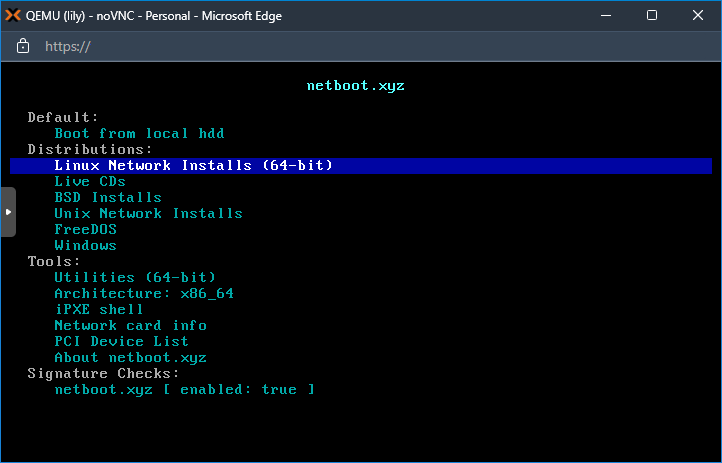 QEMU (lily) - noVNC - Personal - Microsoft Edge
https://
netboot.xyz
Default:
Boot from local hdd
Distributions:
Linux Network Installs (64-bit)
Live CDs
BSD Installs
Unix Network Installs
FreeDOS
Windows
Tools:
Utilities (64-bit)
Architecture: x86_64
iPXE shell
Network card info
PCI Device List
About netboot.xyz
Signature Checks:
netboot.xyz [ enabled: true ]